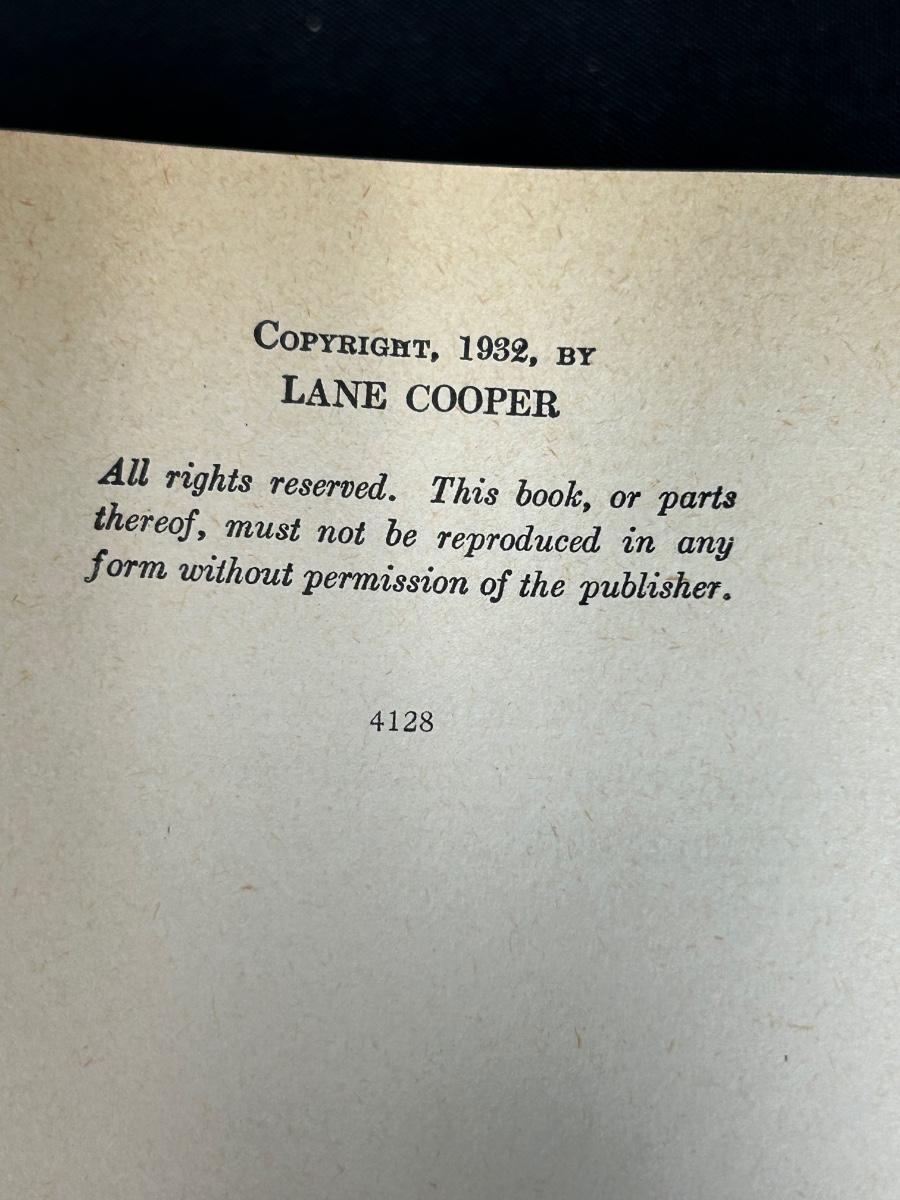 COPYRIGHT, 1932, BY
LANE COOPER
All rights reserved. This book, or parts
thereof, must not be reproduced in any
form without permission of the publisher.
4128